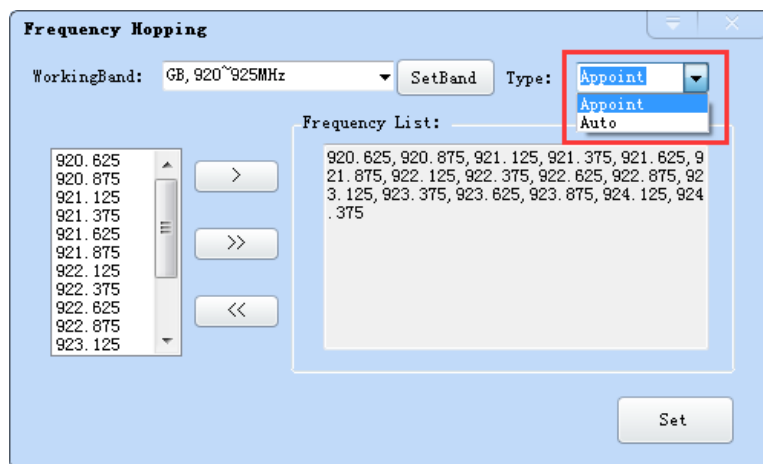 Frequency Hopping
WorkingBand: GB, 920~925MHz SetBand Type: Appoint
Appoint
Auto
Frequency List:
920.625
920.875
921.125
921.375
921.625
921.875
922.125
922.375
922.625
922.875
923.125
>
>>
<<
920.625, 920.875, 921.125, 921.375, 921.625, 9
21.875, 922.125, 922.375, 922.625, 922.875, 92
3.125, 923.375, 923.625, 923.875, 924.125, 924
.375
Set